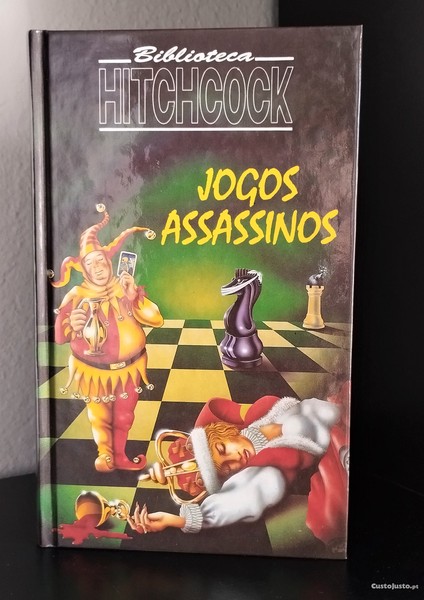 Biblioteca
HITCHCOCK
JOGOS
ASSASSINOS
CustoJusto.pt